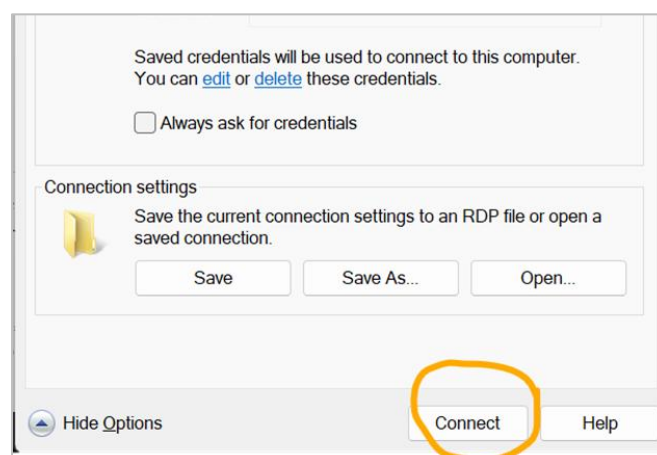 Saved credentials will be used to connect to this computer.
You can edit or delete these credentials.
Always ask for credentials
Connection settings
Save the current connection settings to an RDP file or open a
saved connection.
Save Save As... Open...
Hide Options Connect Help